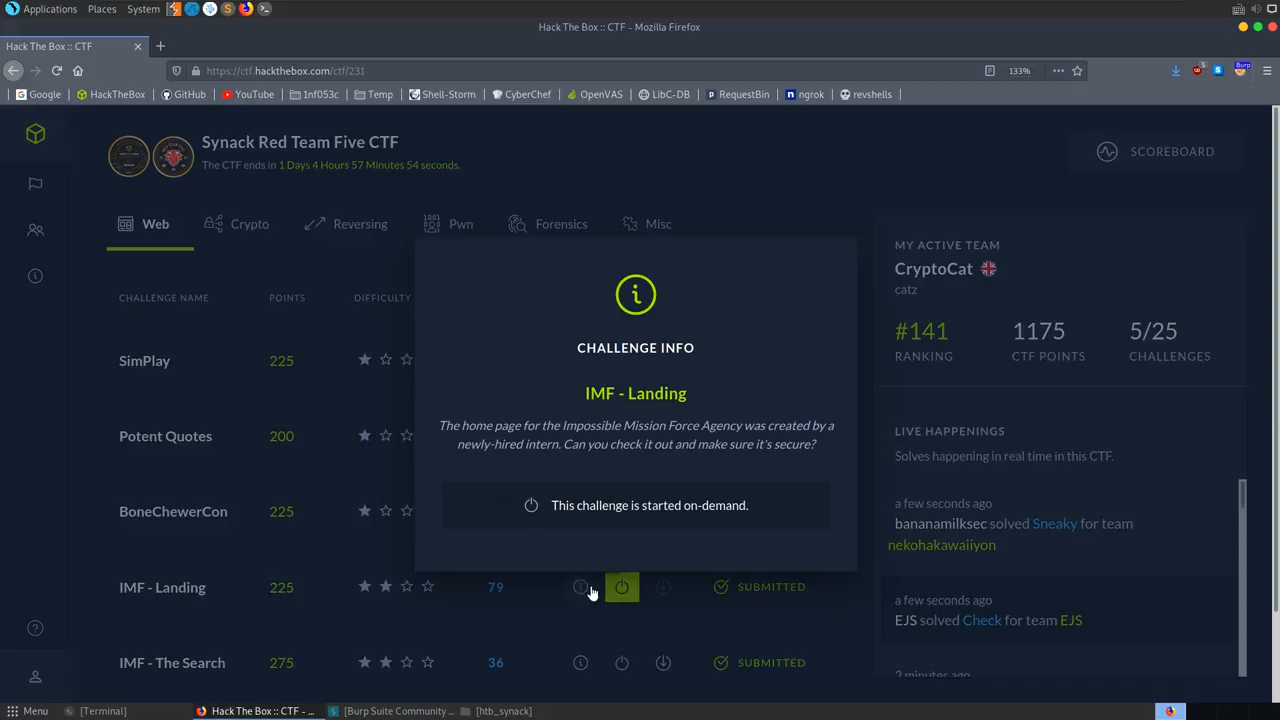 Applications Places System
Hack The Box :: CTF - Mozilla Firefox
Hack The Box :: CTF
https://ctf.hackthebox.com/ctf/231
133%
5
Burp
Google HackTheBox GitHub YouTube 1nf053c Temp Shell-Storm CyberChef OpenVAS LibC-DB RequestBin ngrok revshells
Synack Red Team Five CTF
The CTF ends in 1 Days 4 Hours 57 Minutes 54 seconds.
SCOREBOARD
Web Crypto Reversing Pwn Forensics Misc
CHALLENGE NAME POINTS DIFFICULTY
SimPlay 225
Potent Quotes 200
BoneChewerCon 225
IMF - Landing 225 79 SUBMITTED
IMF - The Search 275 36 SUBMITTED
CHALLENGE INFO
IMF - Landing
The home page for the Impossible Mission Force Agency was created by a
newly-hired intern. Can you check it out and make sure it's secure?
This challenge is started on-demand.
MY ACTIVE TEAM
CryptoCat
catz
#141 1175 5/25
RANKING CTF POINTS CHALLENGES
LIVE HAPPENINGS
Solves happening in real time in this CTF.
a few seconds ago
bananamilksec solved Sneaky for team
nekohakawaiiyon
a few seconds ago
EJS solved Check for team EJS
2 minutes ago
Menu [Terminal] Hack The Box :: CTF - ... [Burp Suite Community ... [htb_synack]